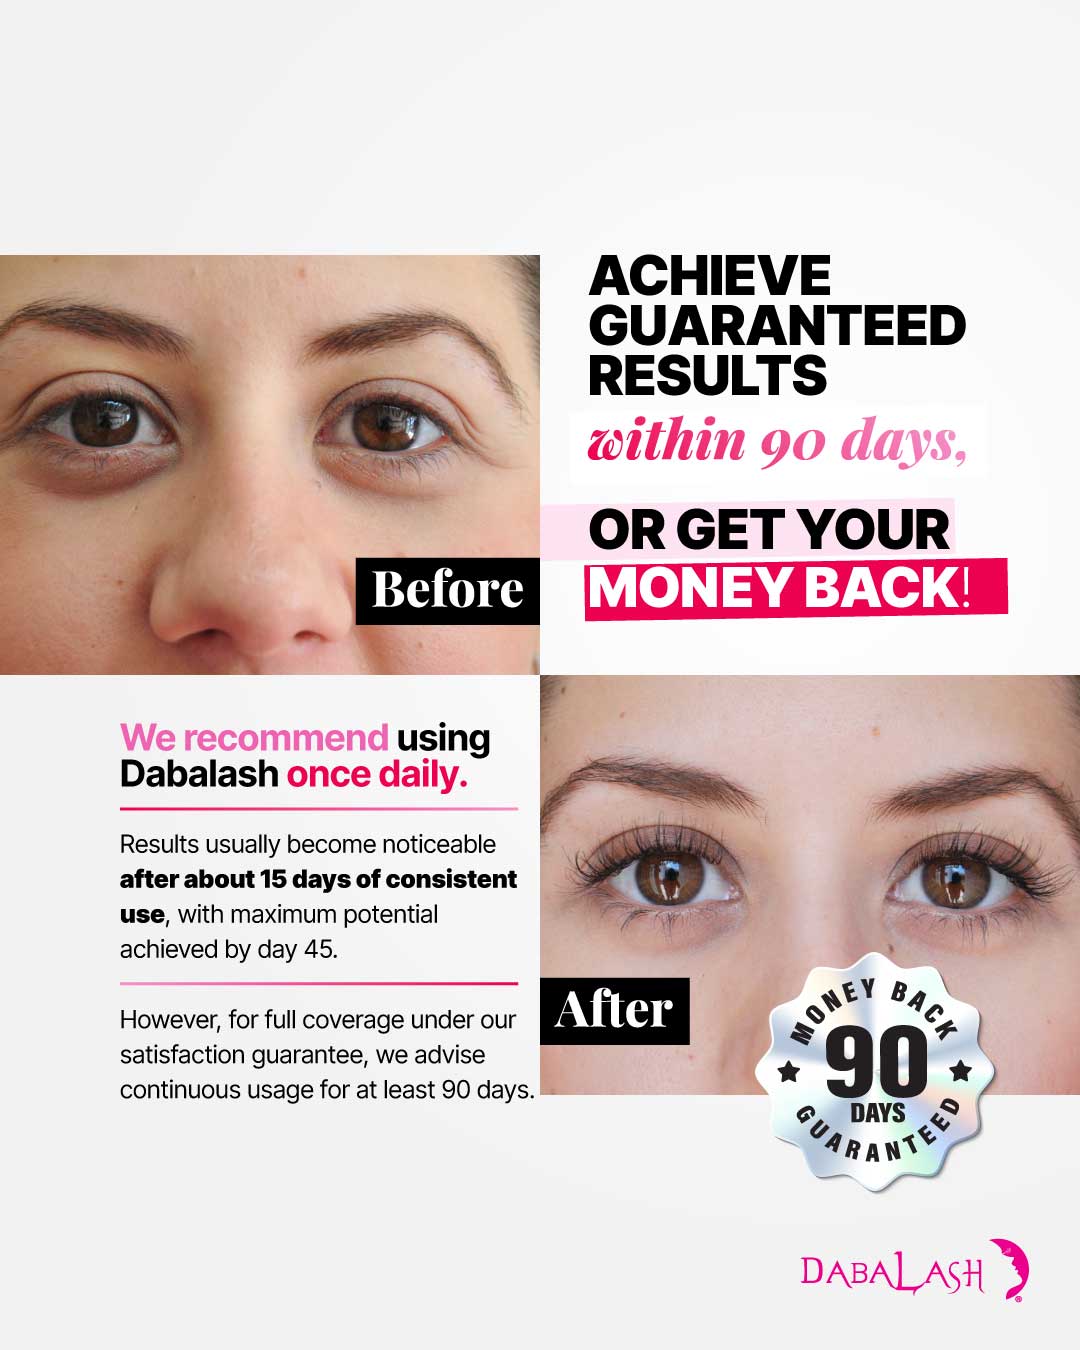 ACHIEVE
GUARANTEED
RESULTS
within 90 days,
OR GET YOUR
MONEY BACK!
Before
We recommend using
Dabalash once daily.
Results usually become noticeable
after about 15 days of consistent
use, with maximum potential
achieved by day 45.
However, for full coverage under our
satisfaction guarantee, we advise
continuous usage for at least 90 days.
After
MONEY BACK
90
DAYS
GUARANTEED
DABALASH
®